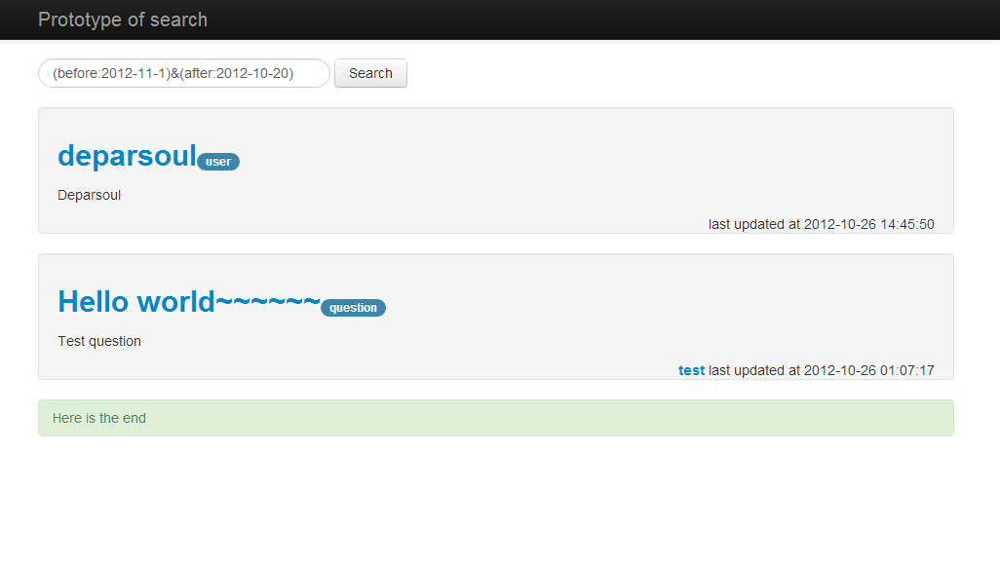 Prototype of search
(before:2012-11-1)&(after:2012-10-20) Search
deparsoul user
Deparsoul
last updated at 2012-10-26 14:45:50
Hello world~~~~~~ question
Test question
test last updated at 2012-10-26 01:07:17
Here is the end